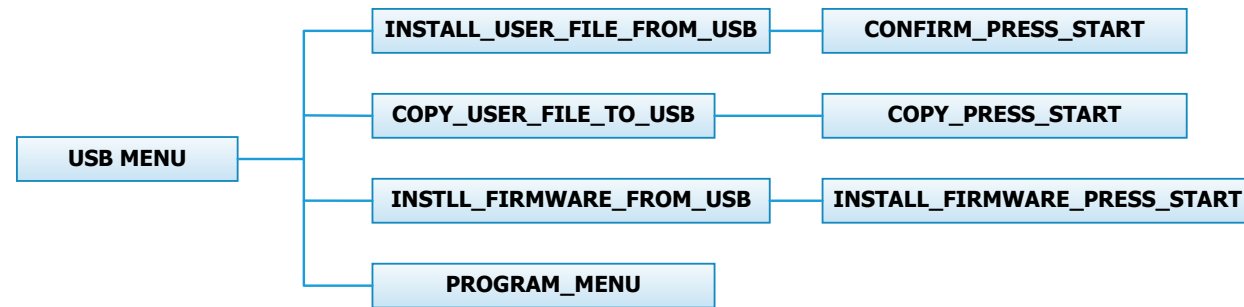 INSTALL_USER_FILE_FROM_USB
CONFIRM_PRESS_START
COPY_USER_FILE_TO_USB
COPY_PRESS_START
USB MENU
INSTLL_FIRMWARE_FROM_USB
INSTALL_FIRMWARE_PRESS_START
PROGRAM_MENU